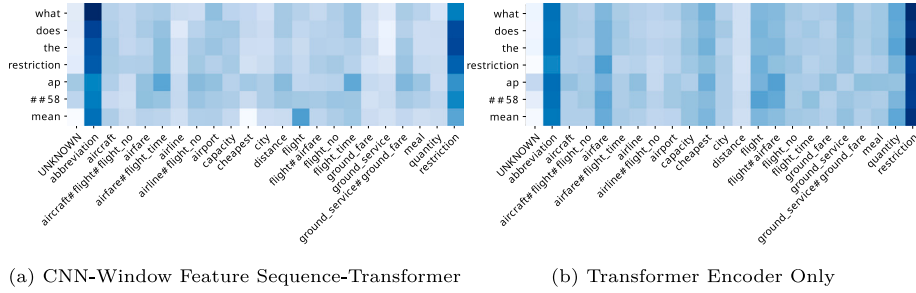 what
does
the
restriction
ap
##58
mean
UNKNOWN
abbreviation
aircraft
aircraft#flight#flight_no
airfare
airfare#flight_time
airline
airline#flight_no
airport
capacity
cheapest
city
distance
flight
flight#airfare
flight_no
flight_time
ground_fare
ground_service
ground_service#ground_fare
meal
quantity
restriction
(a) CNN-Window Feature Sequence-Transformer
what
does
the
restriction
ap
##58
mean
UNKNOWN
abbreviation
aircraft
aircraft#flight#flight_no
airfare
airline
airfare#flight_time
airline#flight_no
airport
capacity
cheapest
city
distance
flight
flight#airfare
flight_no
flight_time
ground_fare
ground_service
ground_service#ground_fare
meal
quantity
restriction
(b) Transformer Encoder Only